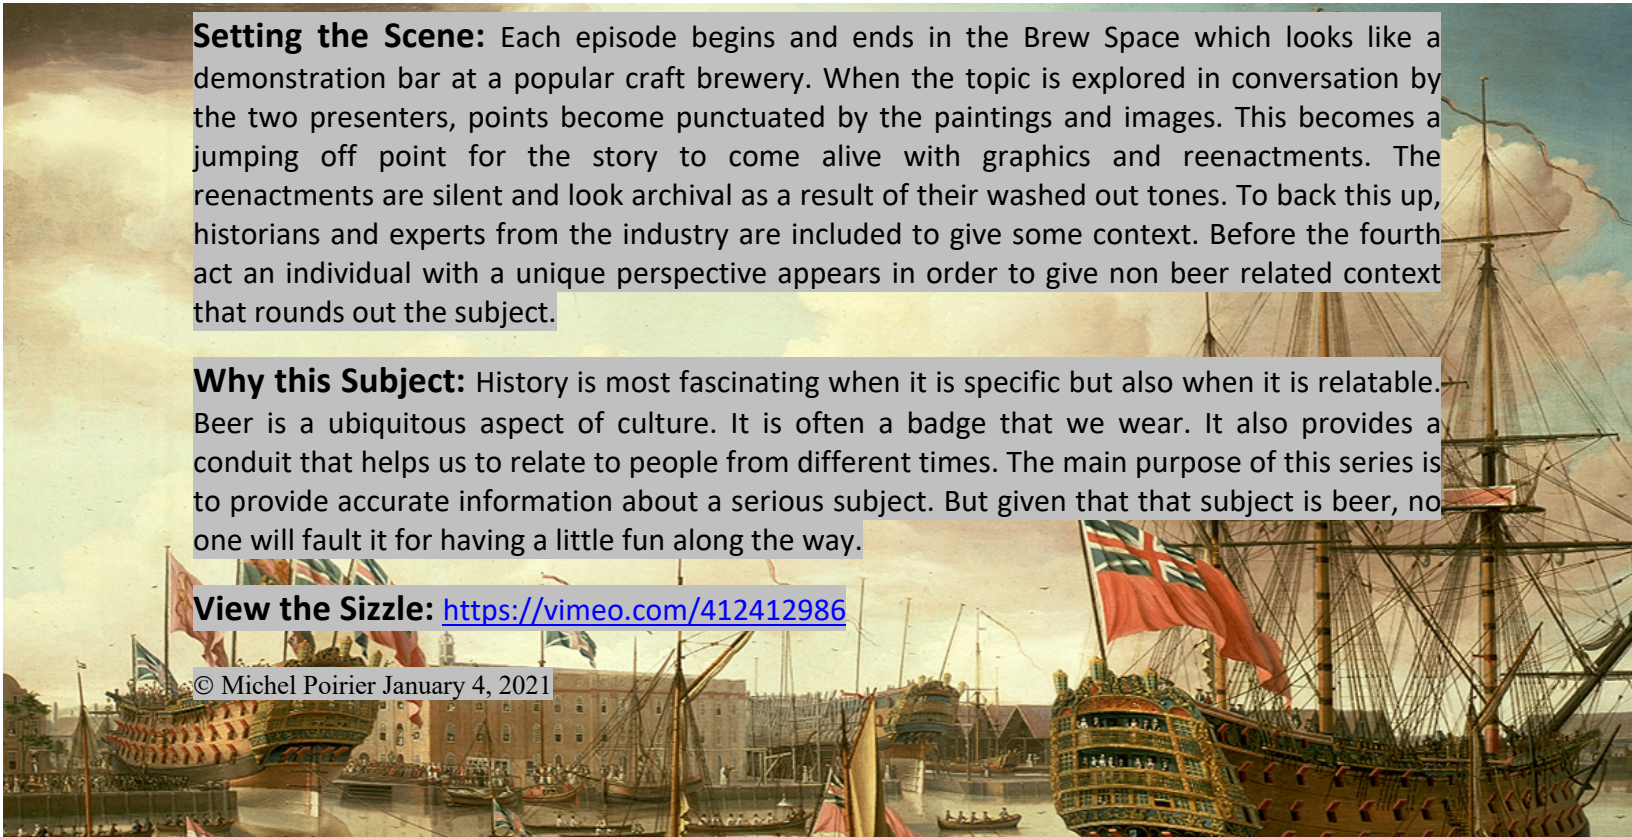 Setting the Scene: Each episode begins and ends in the Brew Space which looks like a
demonstration bar at a popular craft brewery. When the topic is explored in conversation by
the two presenters, points become punctuated by the paintings and images. This becomes a
jumping off point for the story to come alive with graphics and reenactments. The
reenactments are silent and look archival as a result of their washed out tones. To back this up,
historians and experts from the industry are included to give some context. Before the fourth
act an individual with a unique perspective appears in order to give non beer related context
that rounds out the subject.
Why this Subject: History is most fascinating when it is specific but also when it is relatable.
Beer is a ubiquitous aspect of culture. It is often a badge that we wear. It also provides a
conduit that helps us to relate to people from different times. The main purpose of this series is
to provide accurate information about a serious subject. But given that that subject is beer, no
one will fault it for having a little fun along the way.
View the Sizzle: https://vimeo.com/412412986
© Michel Poirier January 4, 2021